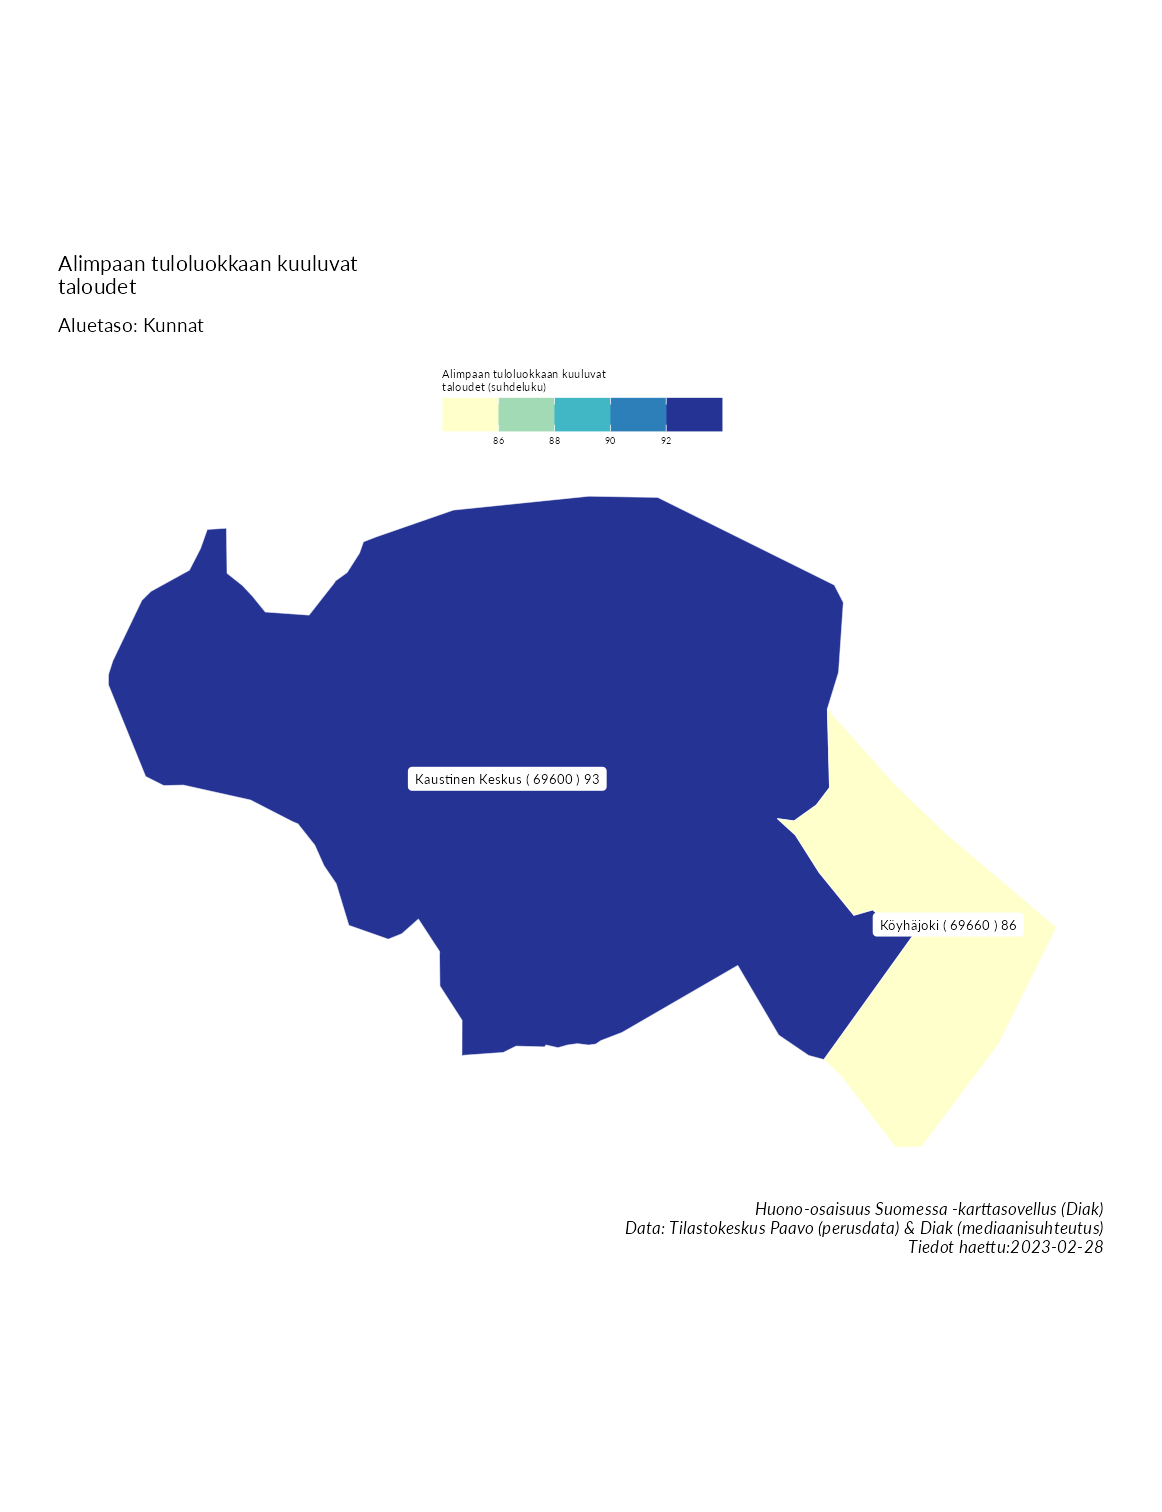 Alimpaan tuloluokkaan kuuluvat
taloudet
Aluetaso: Kunnat
Alimpaan tuloluokkaan kuuluvat
taloudet (suhdeluku)
86 88 90 92
Kaustinen Keskus ( 69600 ) 93
Köyhäjoki ( 69660 ) 86
Huono-osaisuus Suomessa -karttasovellus (Diak)
Data: Tilastokeskus Paavo (perusdata) & Diak (mediaanisuhteutus)
Tiedot haettu:2023-02-28